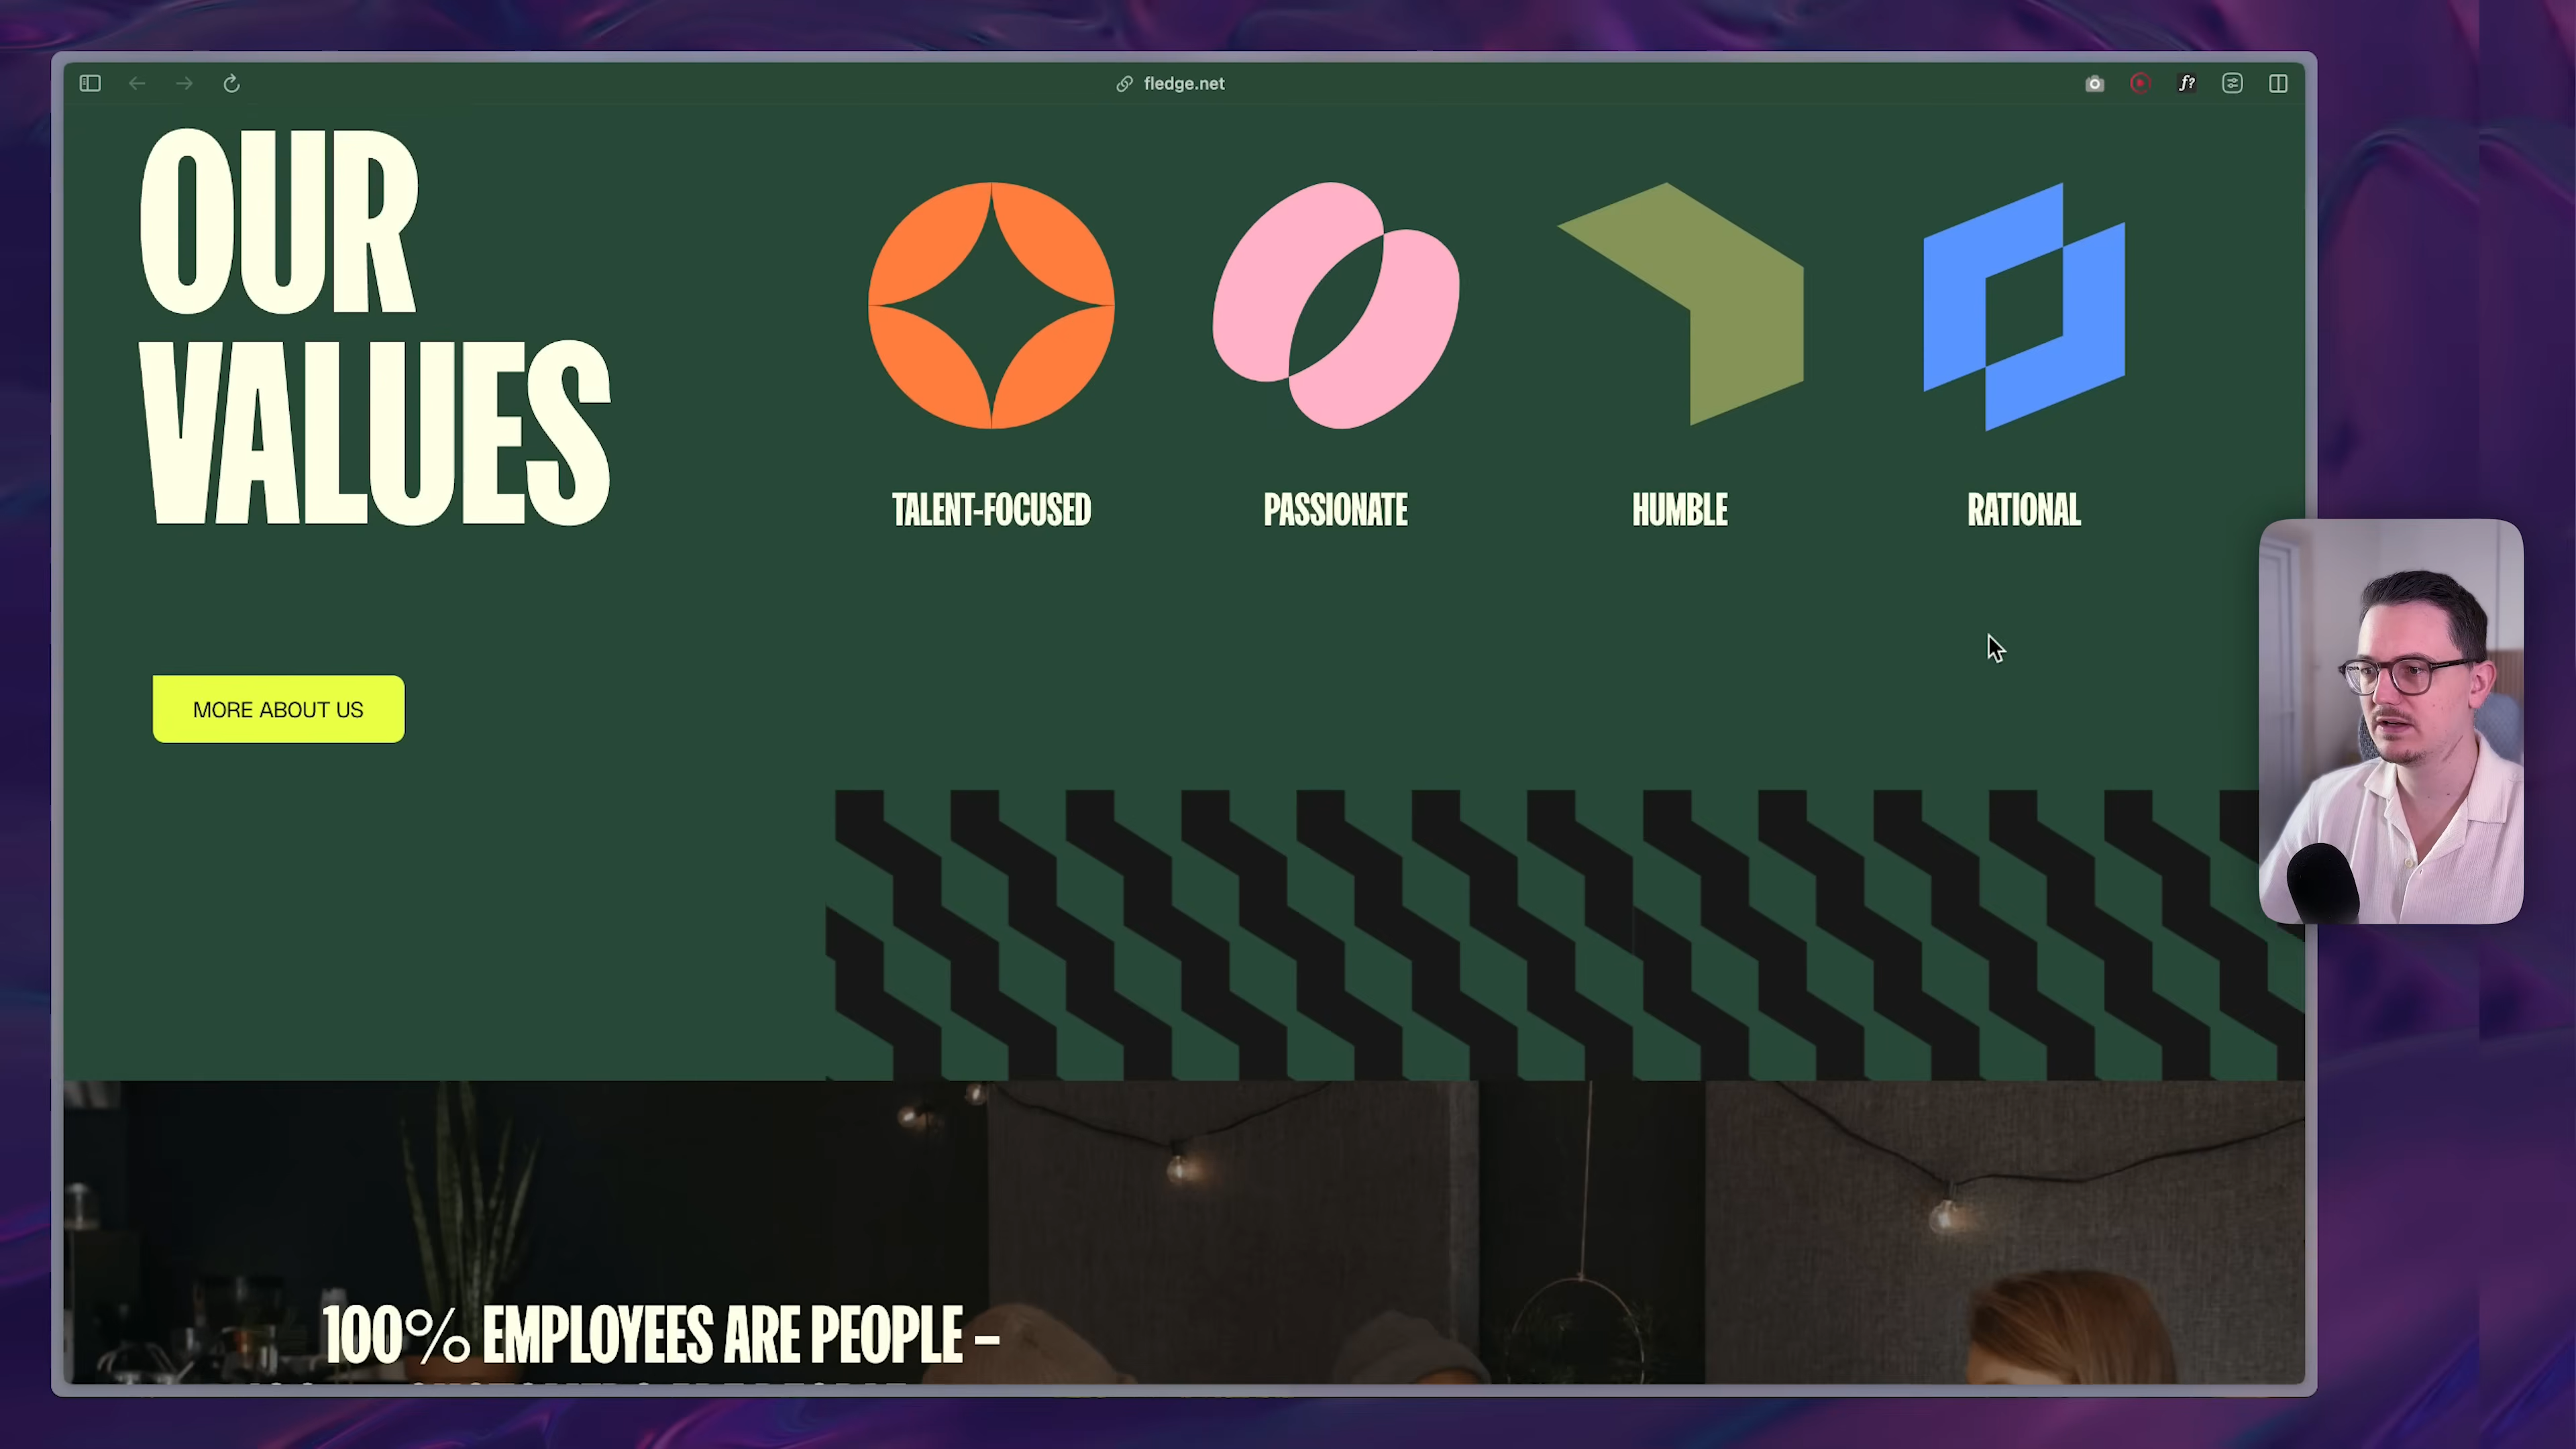 fledge.net
f?
OUR
VALUES
TALENT-FOCUSED
PASSIONATE
HUMBLE
RATIONAL
MORE ABOUT US
100% EMPLOYEES ARE PEOPLE –